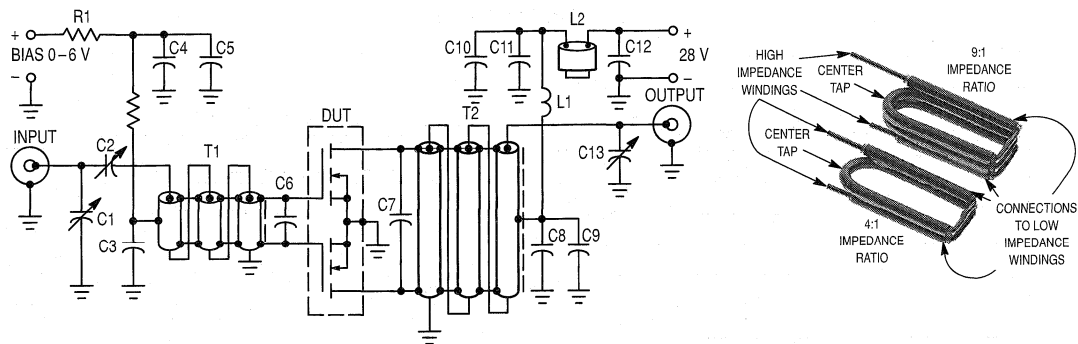 R1
+
BIAS 0–6 V
–
C4
C5
L2
C10
C11
C12
+
28 V
–
L1
OUTPUT
DUT
T2
INPUT
C2
T1
C6
C13
C1
C3
C7
C8
C9
HIGH
IMPEDANCE
WINDINGS
CENTER
TAP
9:1
IMPEDANCE
RATIO
CENTER
TAP
4:1
IMPEDANCE
RATIO
CONNECTIONS
TO LOW
IMPEDANCE
WINDINGS